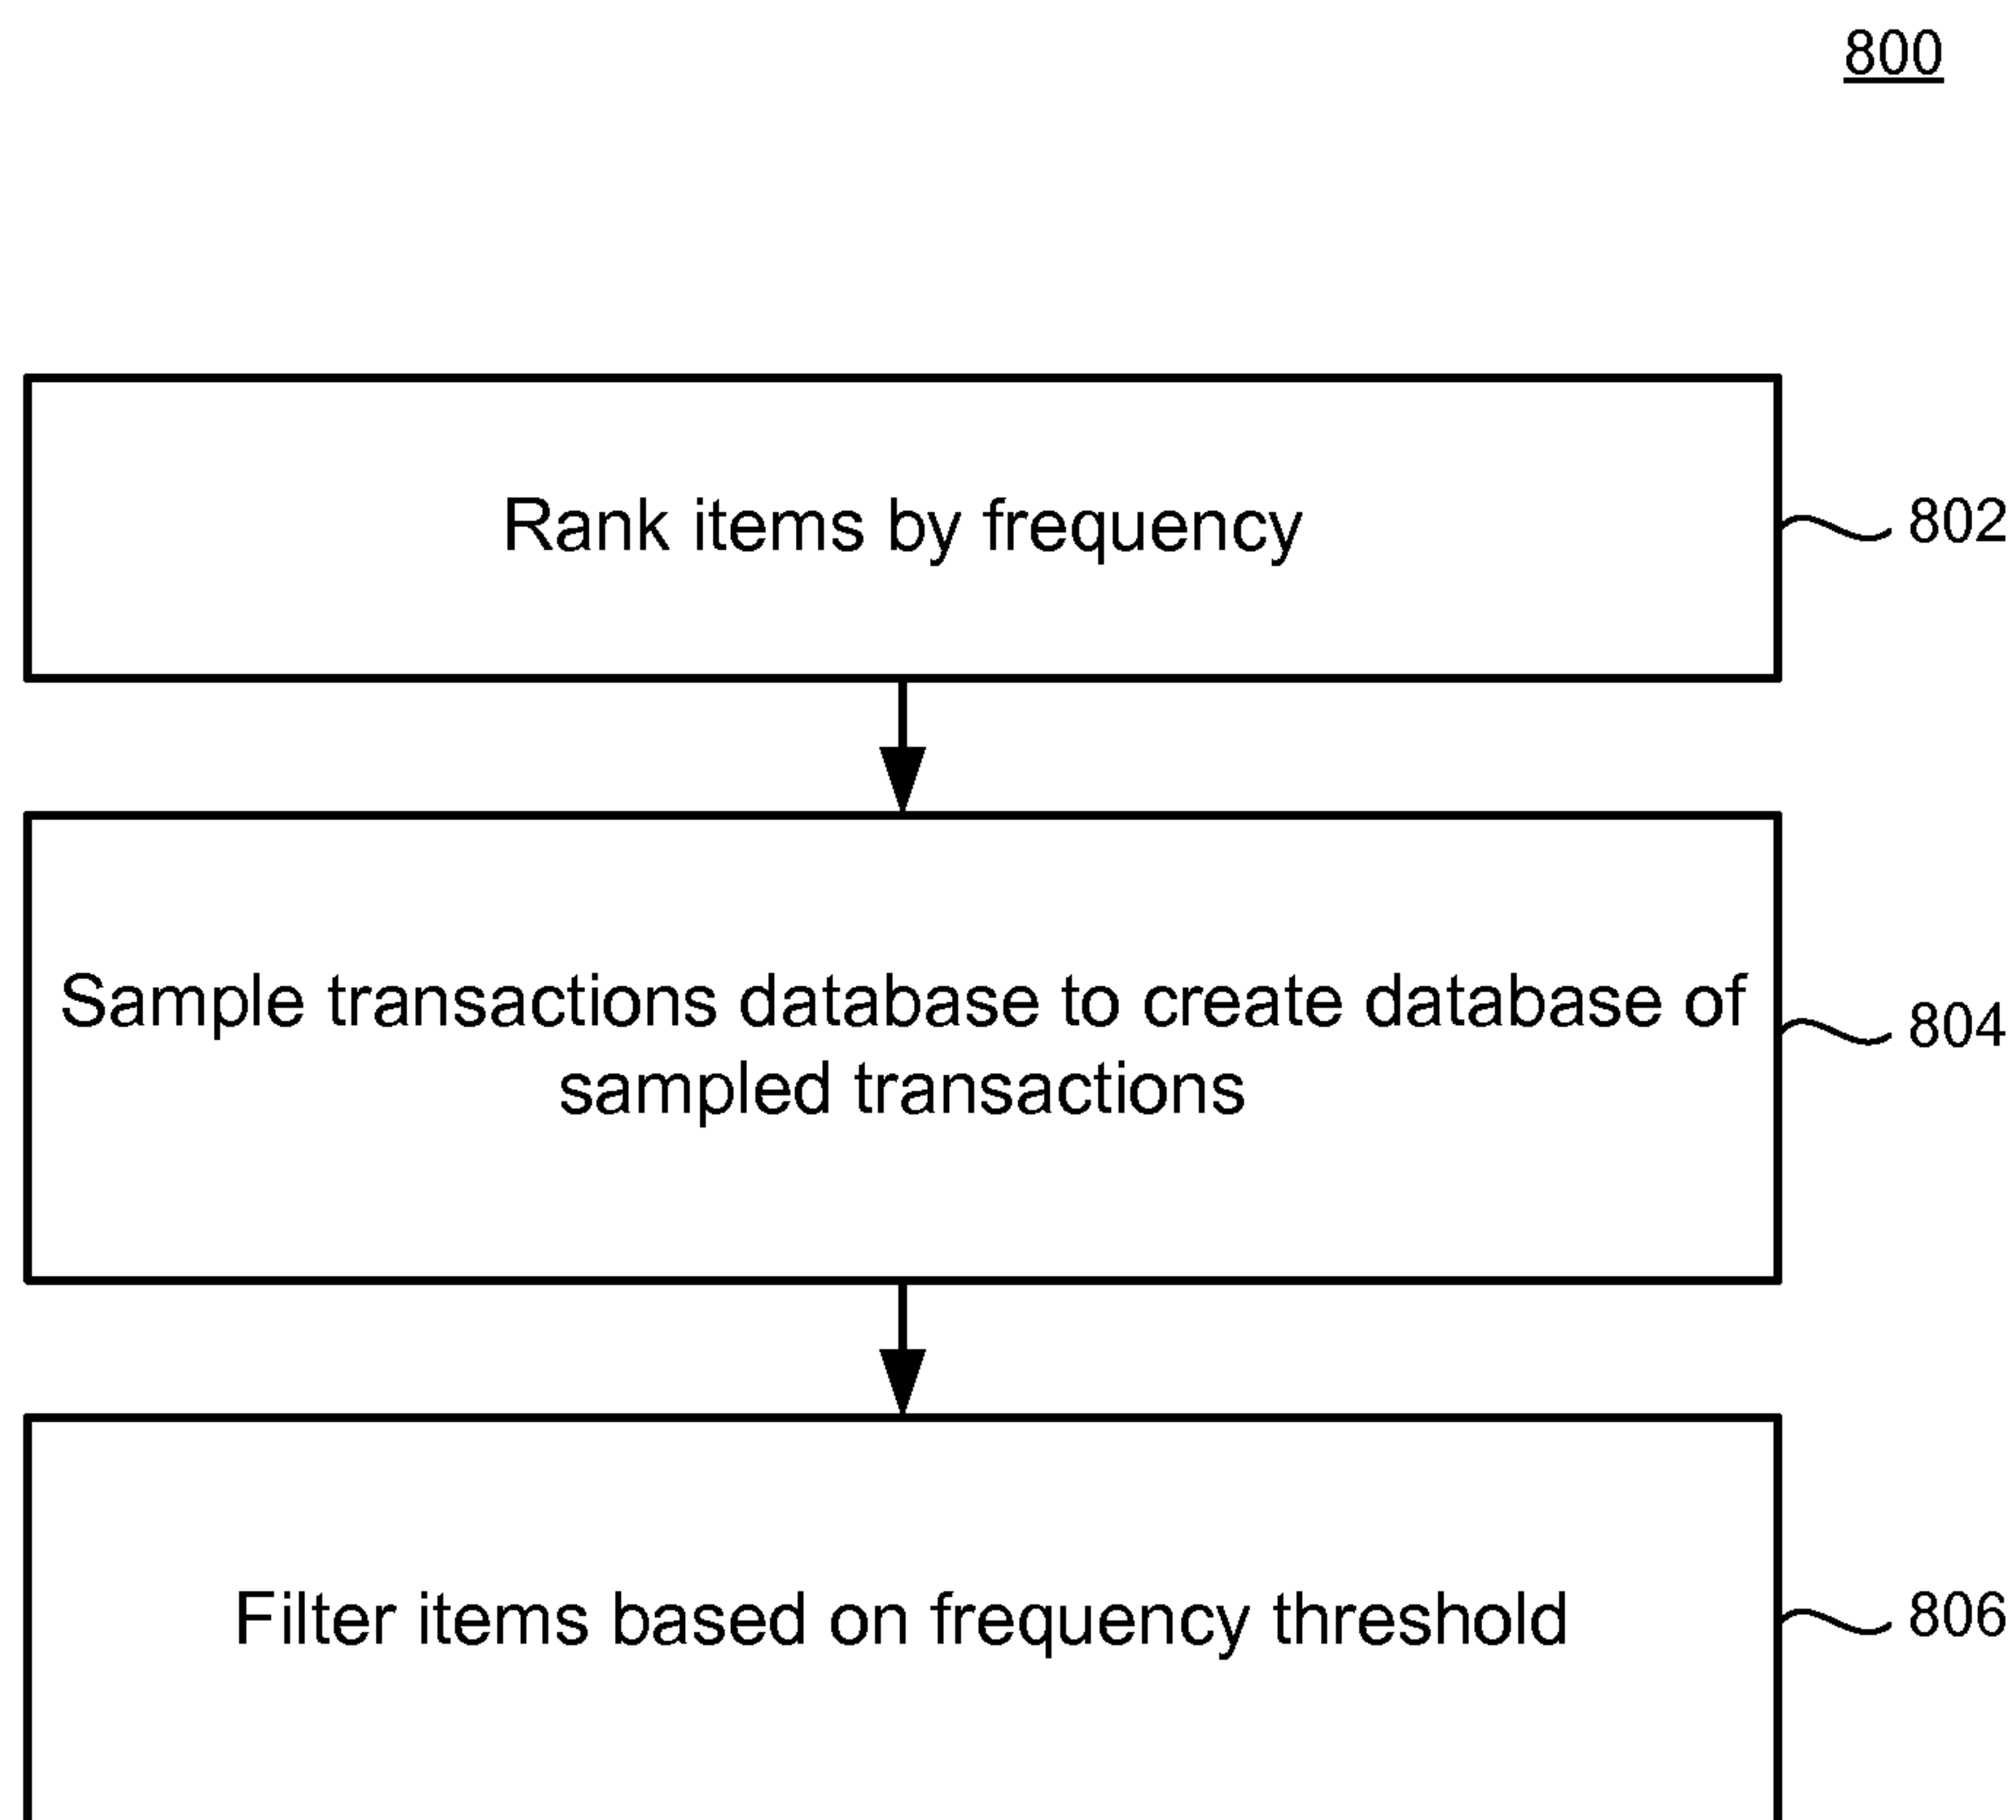 800
Rank items by frequency
802
Sample transactions database to create database of
sampled transactions
804
Filter items based on frequency threshold
806